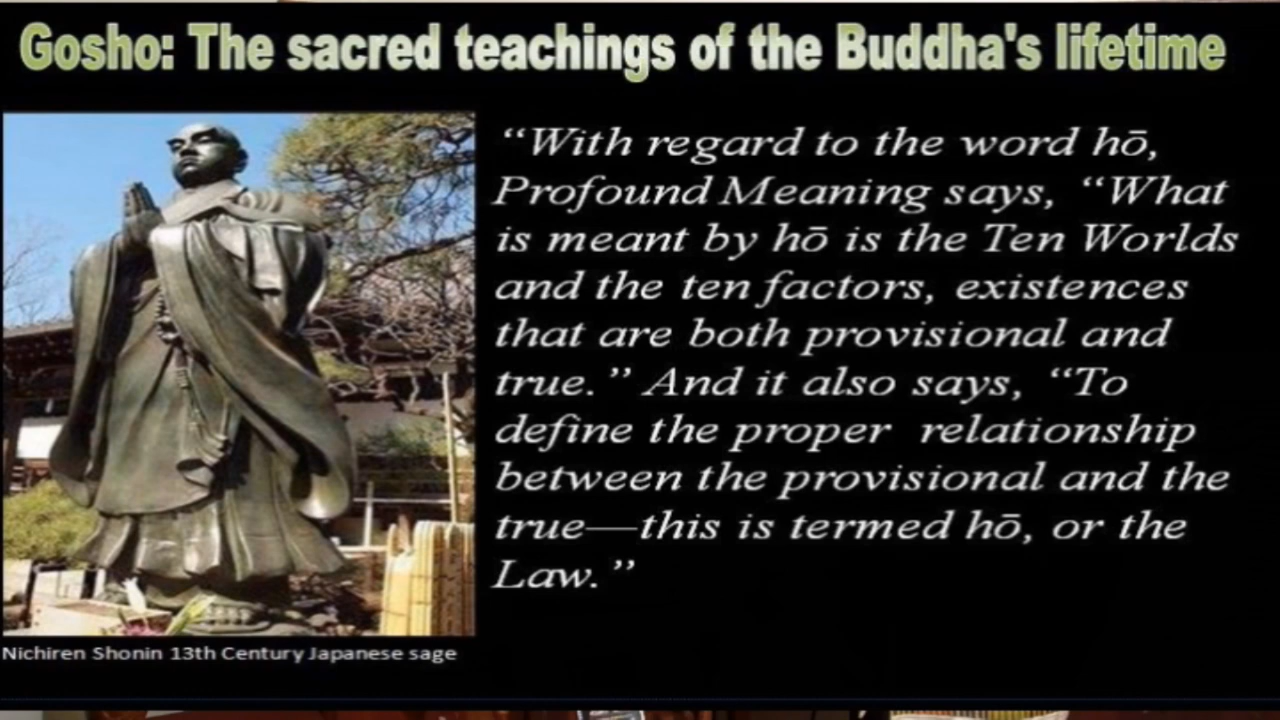 Gosho: The sacred teachings of the Buddha's lifetime
“With regard to the word hō,
Profound Meaning says, “What
is meant by hō is the Ten Worlds
and the ten factors, existences
that are both provisional and
true.” And it also says, “To
define the proper relationship
between the provisional and the
true—this is termed hō, or the
Law.”
Nichiren Shonin 13th Century Japanese sage